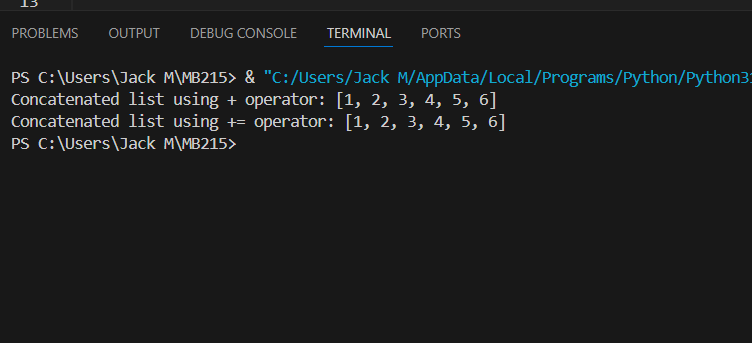 13
PROBLEMS OUTPUT DEBUG CONSOLE TERMINAL PORTS
PS C:\Users\Jack M\MB215> & "C:/Users/Jack M/AppData/Local/Programs/Python/Python31
Concatenated list using + operator: [1, 2, 3, 4, 5, 6]
Concatenated list using += operator: [1, 2, 3, 4, 5, 6]
PS C:\Users\Jack M\MB215>